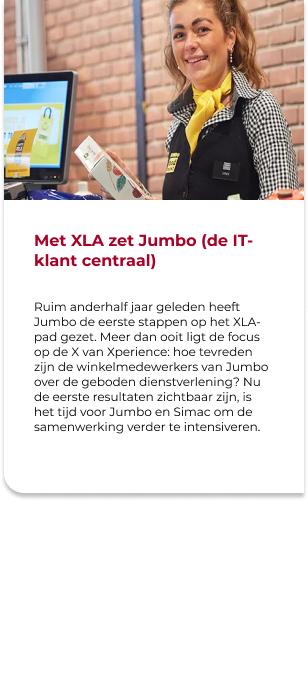 Met XLA zet Jumbo (de IT-
klant centraal)
Ruim anderhalf jaar geleden heeft
Jumbo de eerste stappen op het XLA-
pad gezet. Meer dan ooit ligt de focus
op de X van Xperience: hoe tevreden
zijn de winkelmedewerkers van Jumbo
over de geboden dienstverlening? Nu
de eerste resultaten zichtbaar zijn, is
het tijd voor Jumbo en Simac om de
samenwerking verder te intensiveren.